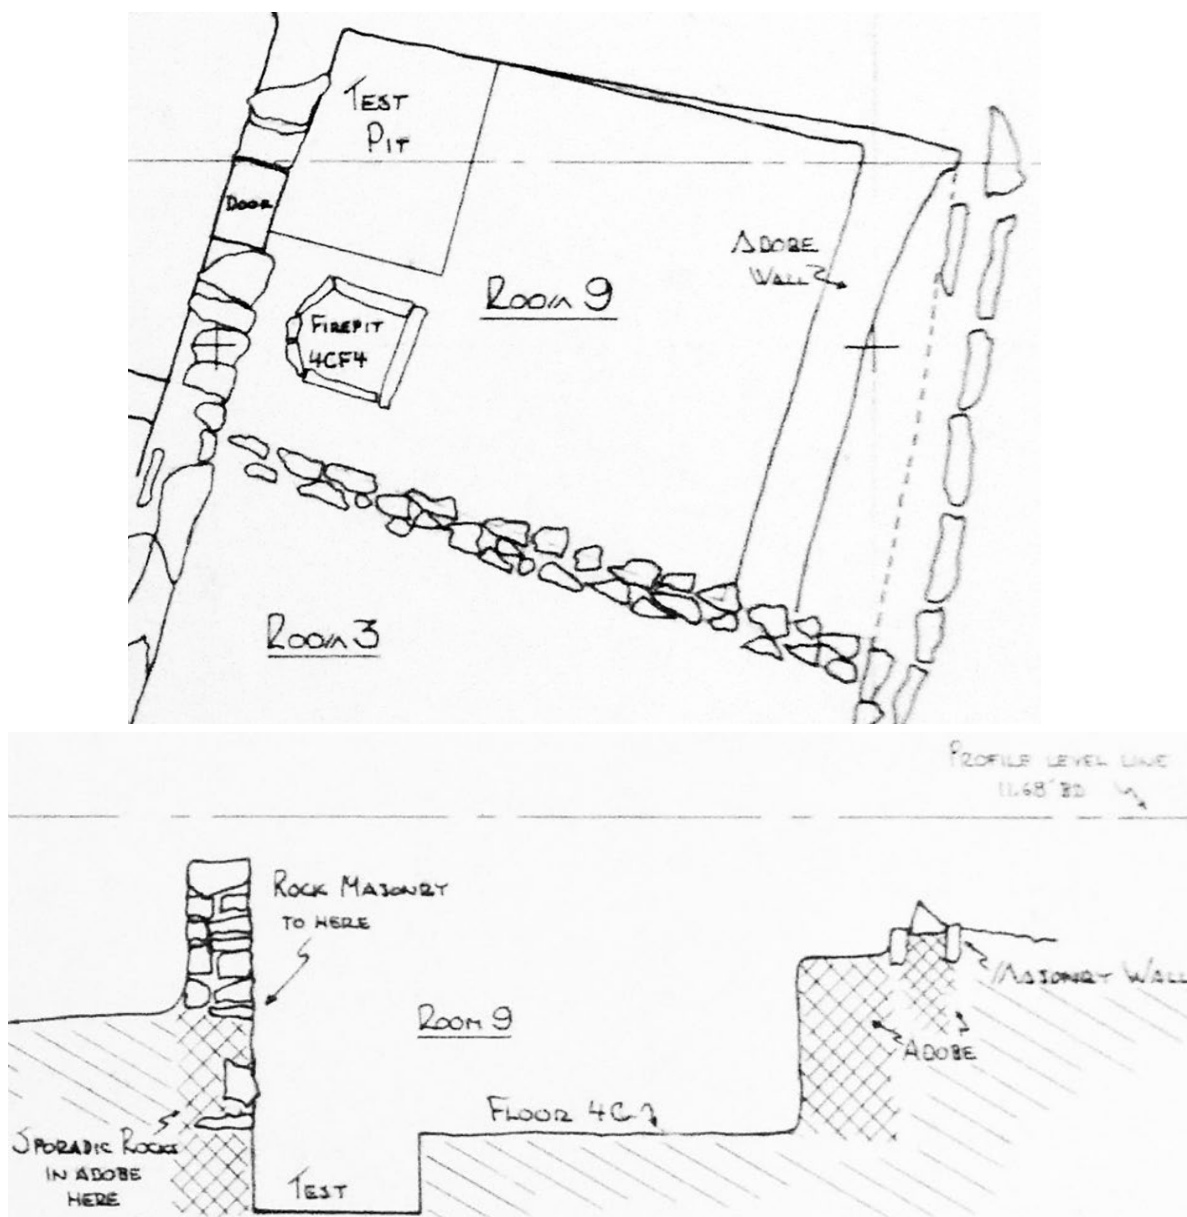 TEST
PIT
DOOR
ADOBE
WALL?
ROOM 9
FIREPIT
4CF4
ROOM 3
PROFILE LEVEL LINE
11.68' BD
ROCK MASONRY
TO HERE
MASONRY WALL
ROOM 9
ADOBE
FLOOR 4C
SPORADIC ROCKS
IN ADOBE
HERE
TEST